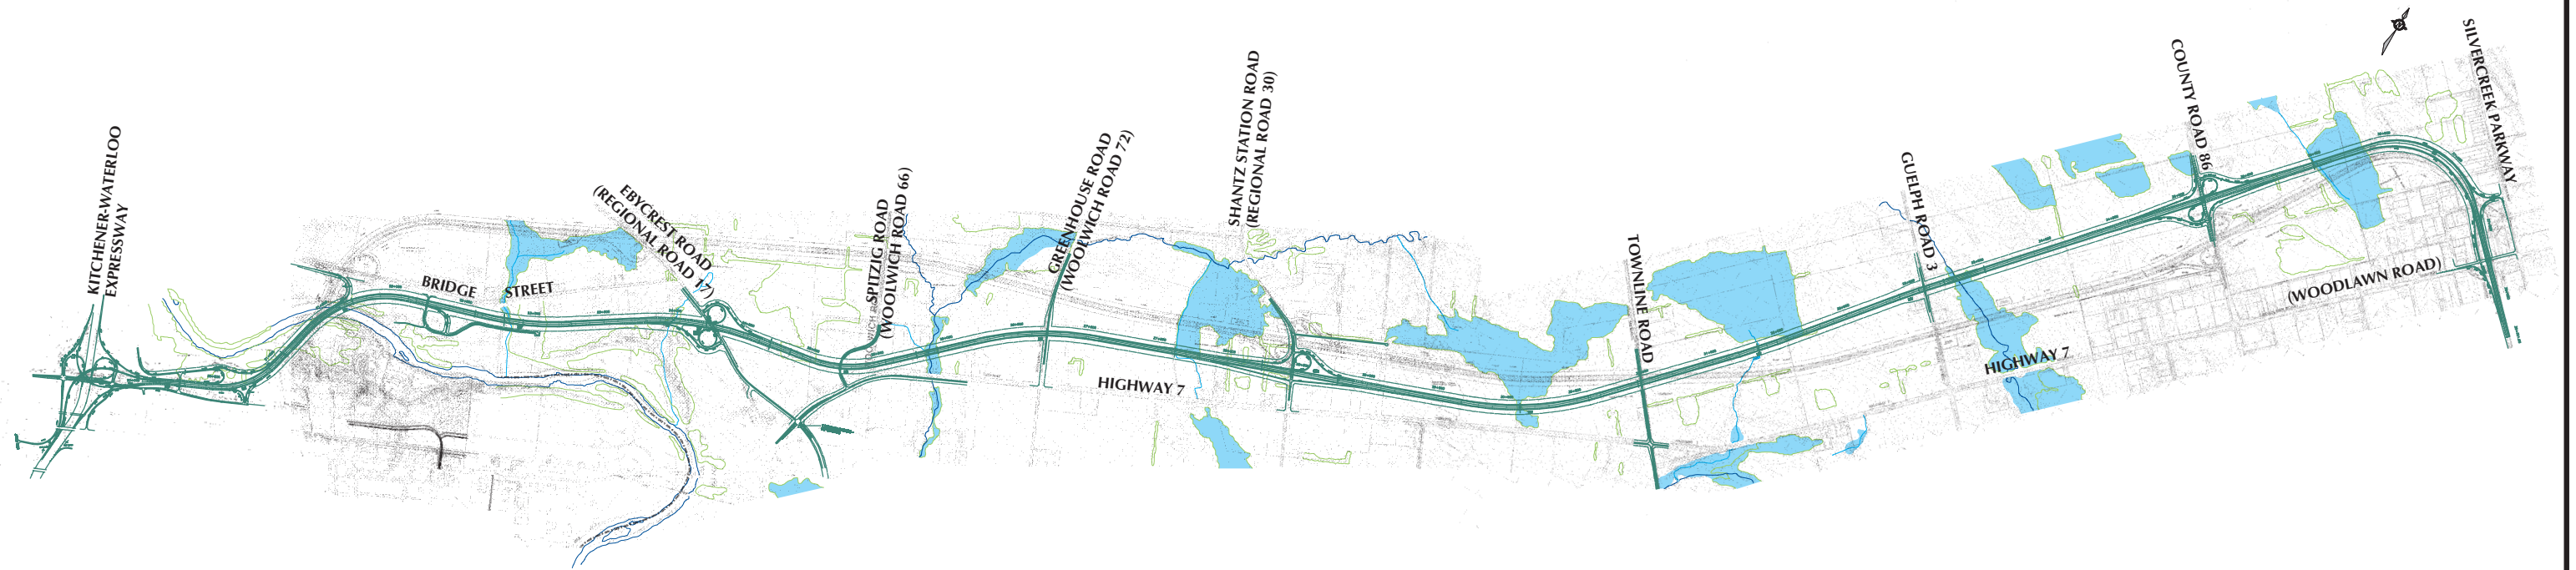 KITCHENER-WATERLOO
EXPRESSWAY
BRIDGE STREET
EBYCREST ROAD
(REGIONAL ROAD 17)
SPITZIG ROAD
(WOOLWICH ROAD 66)
GREENHOUSE ROAD
(WOOLWICH ROAD 72)
HIGHWAY 7
SHANTZ STATION ROAD
(REGIONAL ROAD 30)
TOWNLINE ROAD
GUELPH ROAD 3
HIGHWAY 7
COUNTY ROAD 86
(WOODLAWN ROAD)
SILVERCREEK PARKWAY